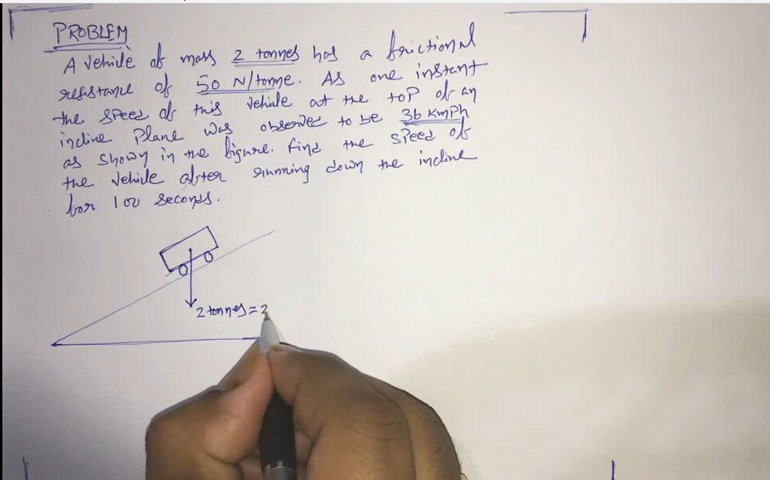 PROBLEM
A vehicle of mass 2 tonnes has a frictional
resistance of 50 N/tonne. As one instant
the speed of this vehicle at the top of an
incline plane was observed to be 36 kmph
as shown in the figure. Find the speed of
the vehicle after running down the incline
for 100 seconds.
2 tonnes = 2